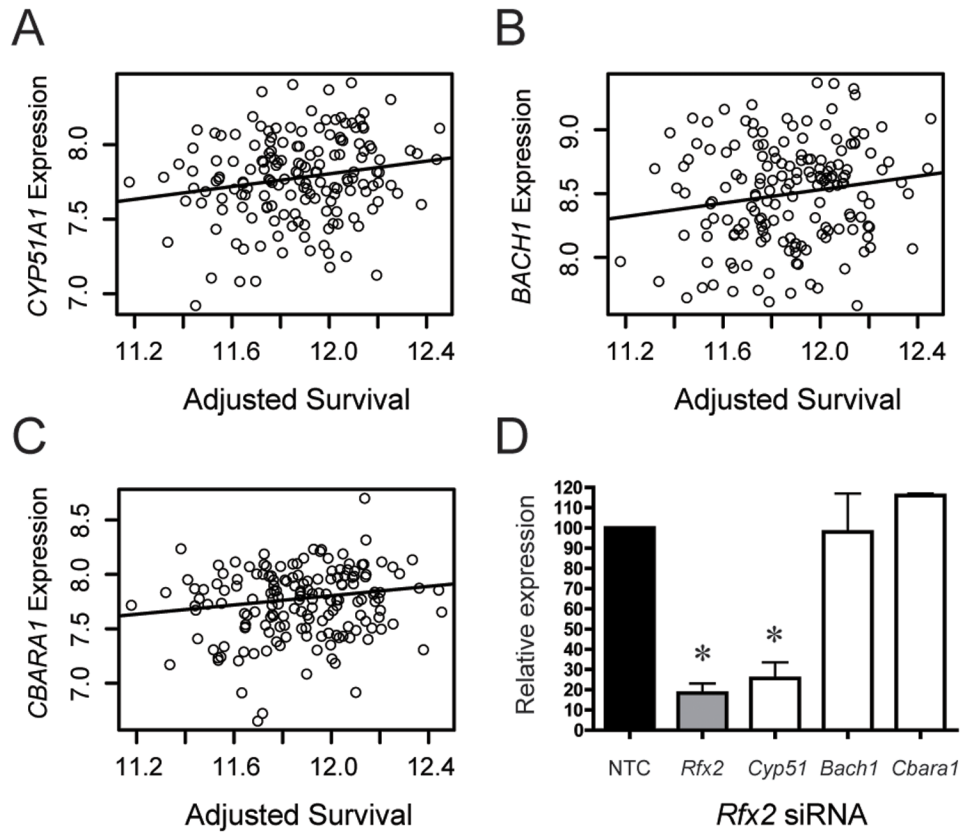 A
CYP51A1 Expression
8.0
7.5
7.0
11.2 11.6 12.0 12.4
Adjusted Survival
B
BACH1 Expression
9.0
8.5
8.0
11.2 11.6 12.0 12.4
Adjusted Survival
C
CBARA1 Expression
8.5
8.0
7.5
7.0
11.2 11.6 12.0 12.4
Adjusted Survival
D
Relative expression
120
110
100
90
80
70
60
50
40
30
20
10
0
* *
NTC Rfx2 Cyp51 Bach1 Cbara1
Rfx2 siRNA